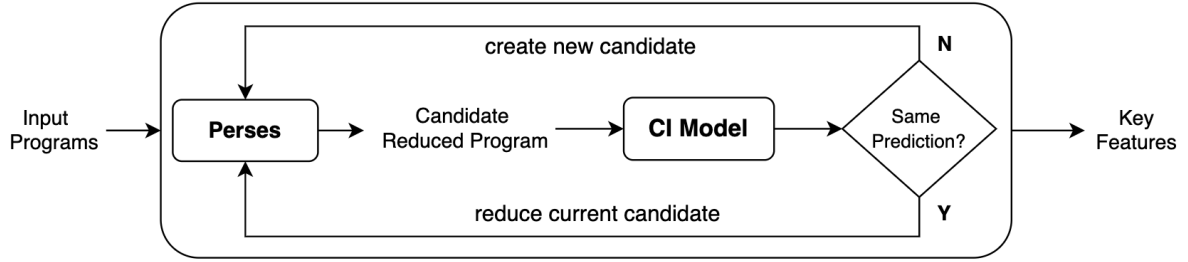 create new candidate
N
Input
Programs
Perses
Candidate
Reduced Program
CI Model
Same
Prediction?
Key
Features
reduce current candidate
Y